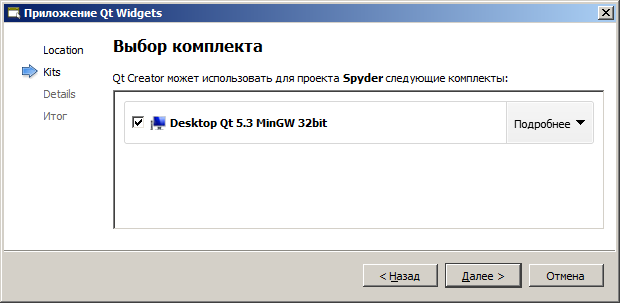 Приложение Qt Widgets
Location
Kits
Details
Итог
Выбор комплекта
Qt Creator может использовать для проекта Spyder следующие комплекты:
Desktop Qt 5.3 MinGW 32bit
Подробнее
< Назад
Далее >
Отмена